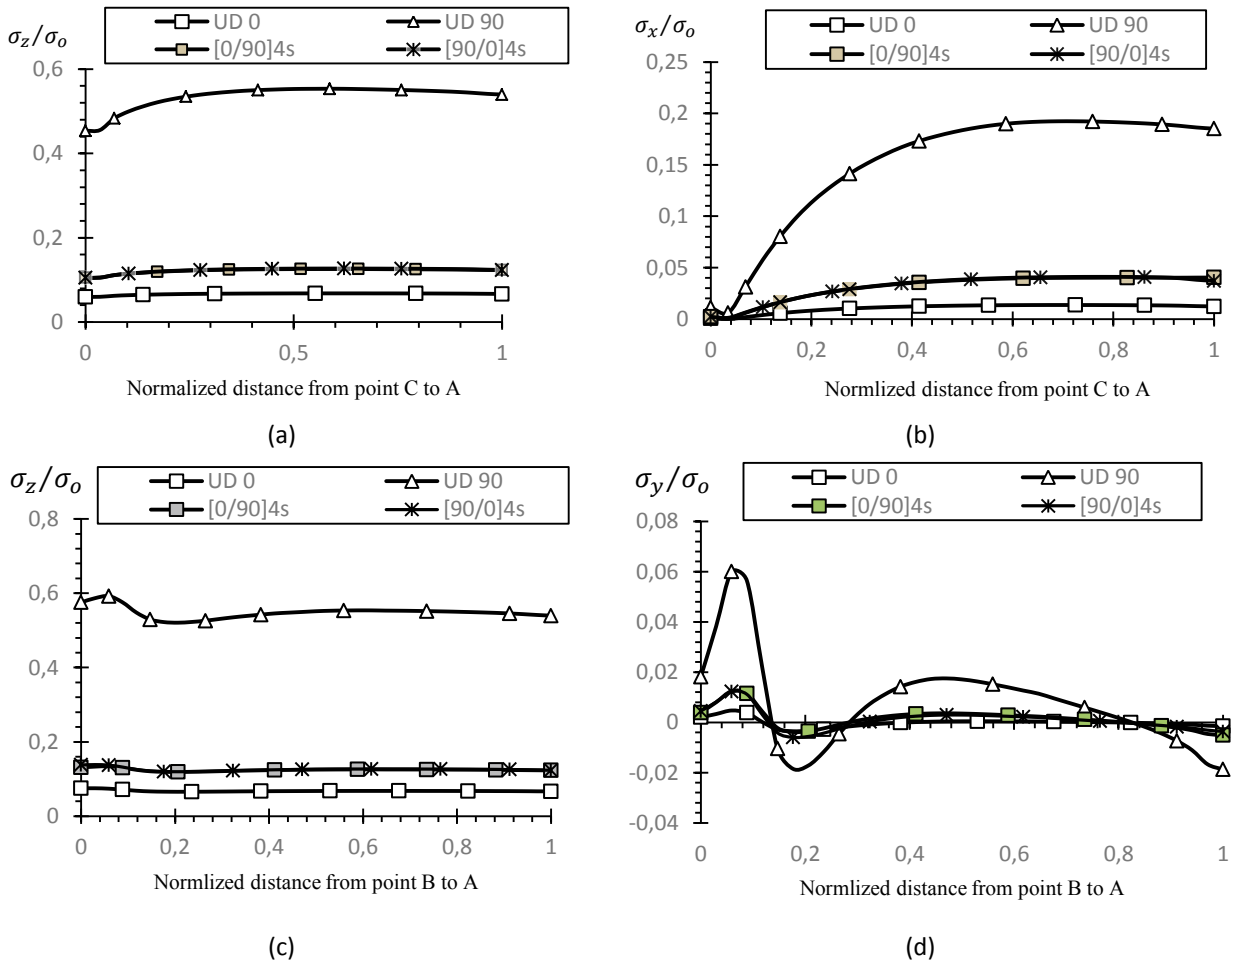 (a)
UD 0
UD 90
[0/90]4s
[90/0]4s
σz/σo
0,6
0,4
0,2
0
0
0,5
1
Normalized distance from point C to A
(a)
UD 0
UD 90
[0/90]4s
[90/0]4s
σx/σo
0,25
0,2
0,15
0,1
0,05
0
0
0,2
0,4
0,6
0,8
1
Normlized distance from point C to A
(b)
UD 0
UD 90
[0/90]4s
[90/0]4s
σz/σo
0,8
0,6
0,4
0,2
0
0
0,2
0,4
0,6
0,8
1
Normlized distance from point B to A
(c)
UD 0
UD 90
[0/90]4s
[90/0]4s
σy/σo
0,08
0,06
0,04
0,02
0
-0,02
-0,04
0
0,2
0,4
0,6
0,8
1
Normlized distance from point B to A
(d)